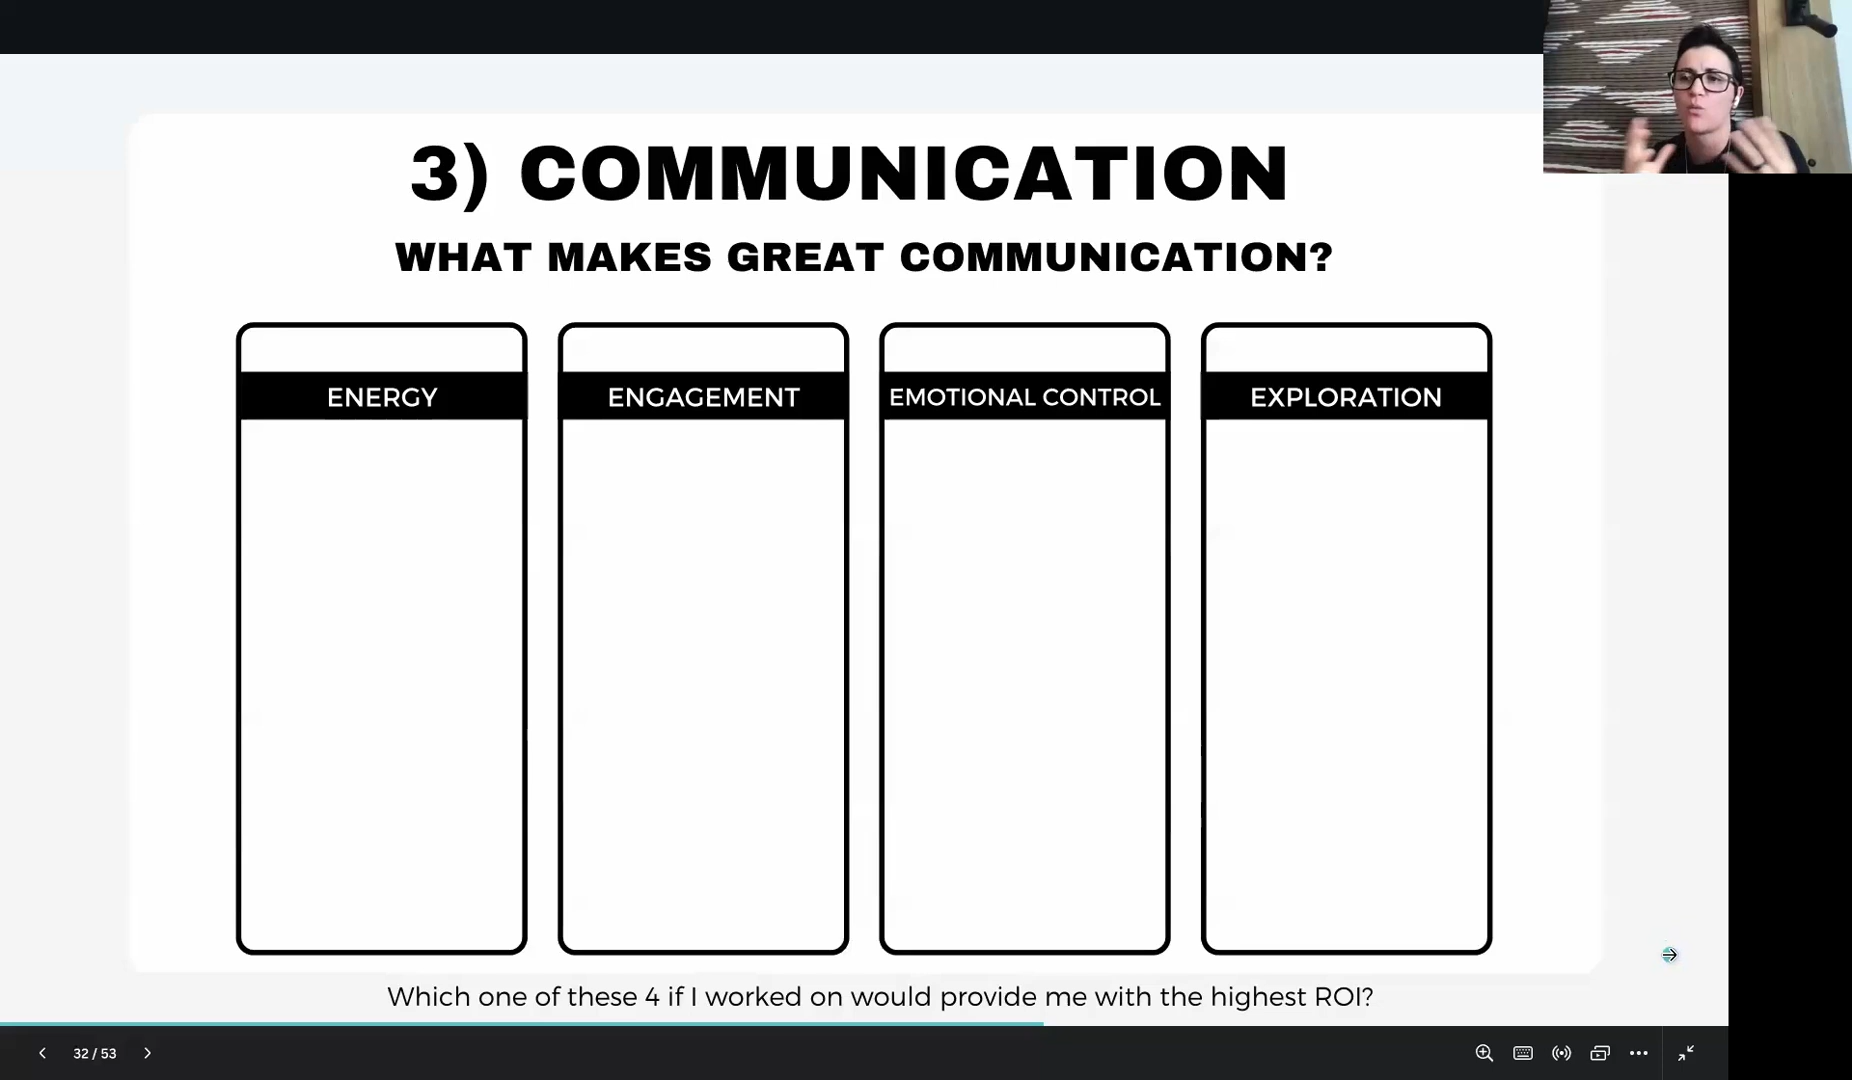 3) COMMUNICATION
WHAT MAKES GREAT COMMUNICATION?
ENERGY
ENGAGEMENT
EMOTIONAL CONTROL
EXPLORATION
Which one of these 4 if I worked on would provide me with the highest ROI?
32 / 53